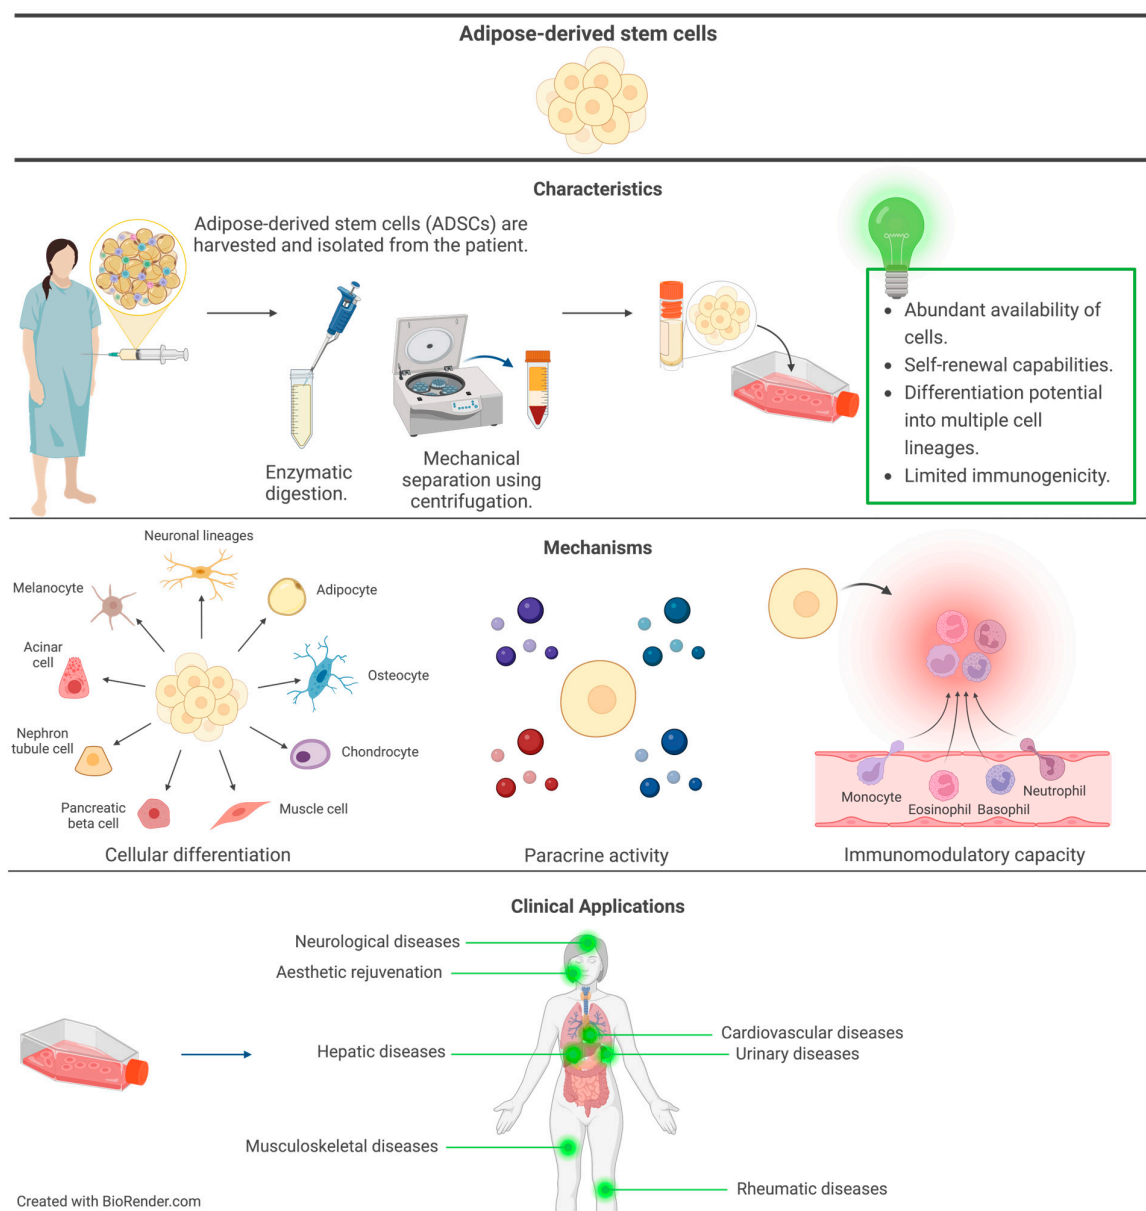 Adipose-derived stem cells
Characteristics
Adipose-derived stem cells (ADSCs) are
harvested and isolated from the patient.
Enzymatic
digestion.
Mechanical
separation using
centrifugation.
• Abundant availability of
cells.
• Self-renewal capabilities.
• Differentiation potential
into multiple cell
lineages.
• Limited immunogenicity.
Mechanisms
Neuronal lineages
Melanocyte
Adipocyte
Acinar
cell
Osteocyte
Nephron
tubule cell
Chondrocyte
Pancreatic
beta cell
Muscle cell
Cellular differentiation
Paracrine activity
Monocyte
Eosinophil
Basophil
Neutrophil
Immunomodulatory capacity
Clinical Applications
Neurological diseases
Aesthetic rejuvenation
Cardiovascular diseases
Hepatic diseases
Urinary diseases
Musculoskeletal diseases
Rheumatic diseases
Created with BioRender.com